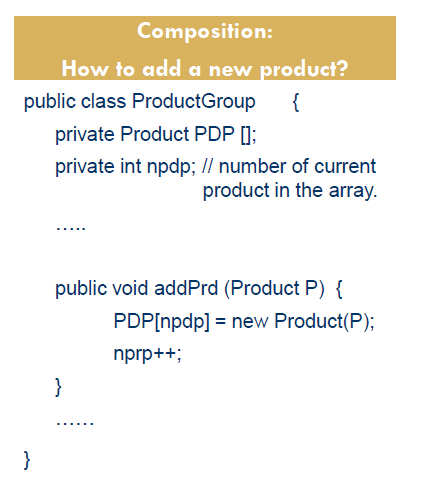 Composition:
How to add a new product?
public class ProductGroup {
private Product PDP [];
private int npdp; // number of current
product in the array.
…..
public void addPrd (Product P) {
PDP[npdp] = new Product(P);
nprp++;
}
……
}